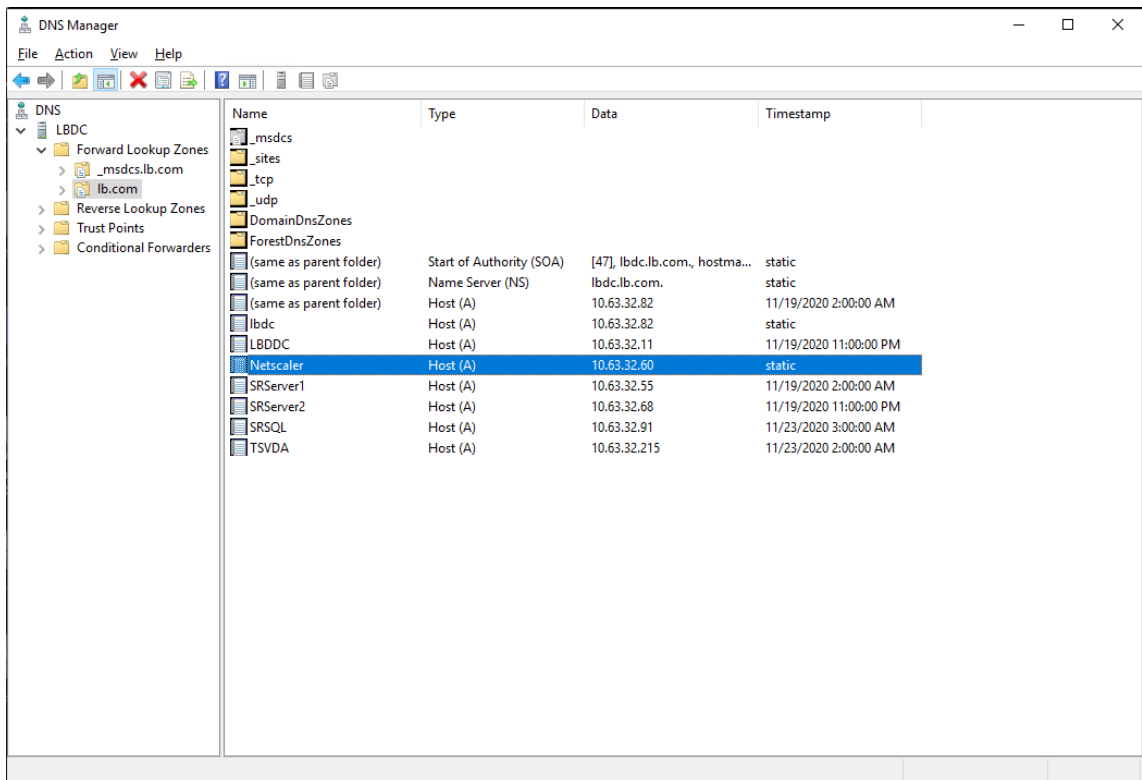 DNS Manager
File Action View Help
DNS
LBDC
Forward Lookup Zones
_msdcs.lb.com
lb.com
Reverse Lookup Zones
Trust Points
Conditional Forwarders
Name Type Data Timestamp
_msdcs
_sites
_tcp
_udp
DomainDnsZones
ForestDnsZones
(same as parent folder) Start of Authority (SOA) [47], lbdc.lb.com., hostma... static
(same as parent folder) Name Server (NS) lbdc.lb.com. static
(same as parent folder) Host (A) 10.63.32.82 11/19/2020 2:00:00 AM
lbdc Host (A) 10.63.32.82 static
LBDDC Host (A) 10.63.32.11 11/19/2020 11:00:00 PM
Netscaler Host (A) 10.63.32.60 static
SRServer1 Host (A) 10.63.32.55 11/19/2020 2:00:00 AM
SRServer2 Host (A) 10.63.32.68 11/19/2020 11:00:00 PM
SRSQL Host (A) 10.63.32.91 11/23/2020 3:00:00 AM
TSVDA Host (A) 10.63.32.215 11/23/2020 2:00:00 AM